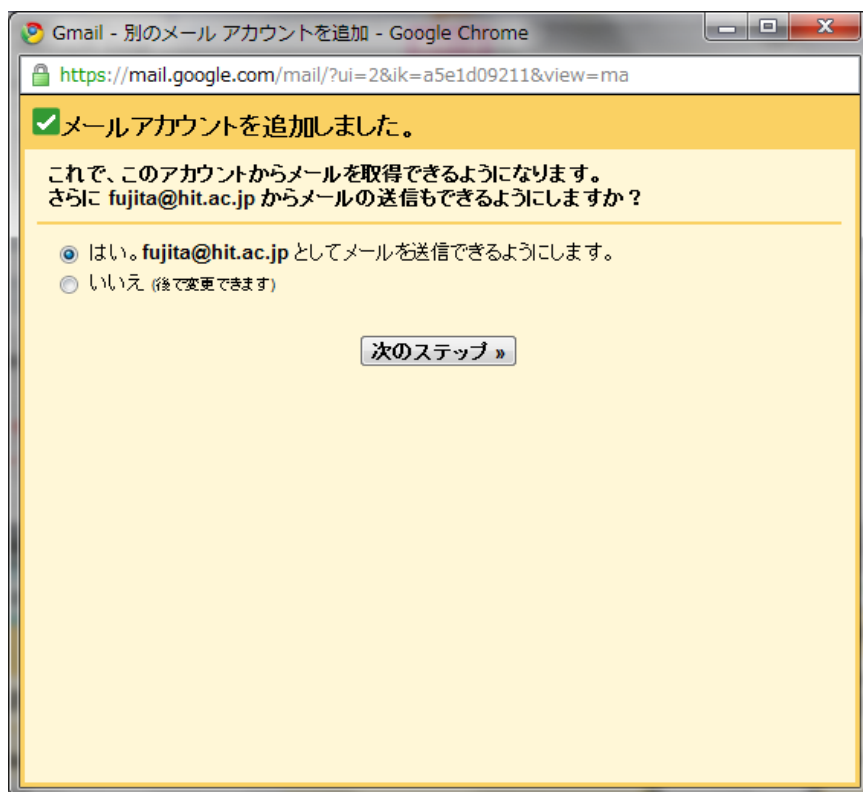 Gmail - 別のメール アカウントを追加 - Google Chrome
https://mail.google.com/mail/?ui=2&ik=a5e1d09211&view=ma
メールアカウントを追加しました。
これで、このアカウントからメールを取得できるようになります。
さらに fujita@hit.ac.jp からメールの送信もできるようにしますか?
はい。fujita@hit.ac.jp としてメールを送信できるようにします。
いいえ (後で変更できます)
次のステップ »